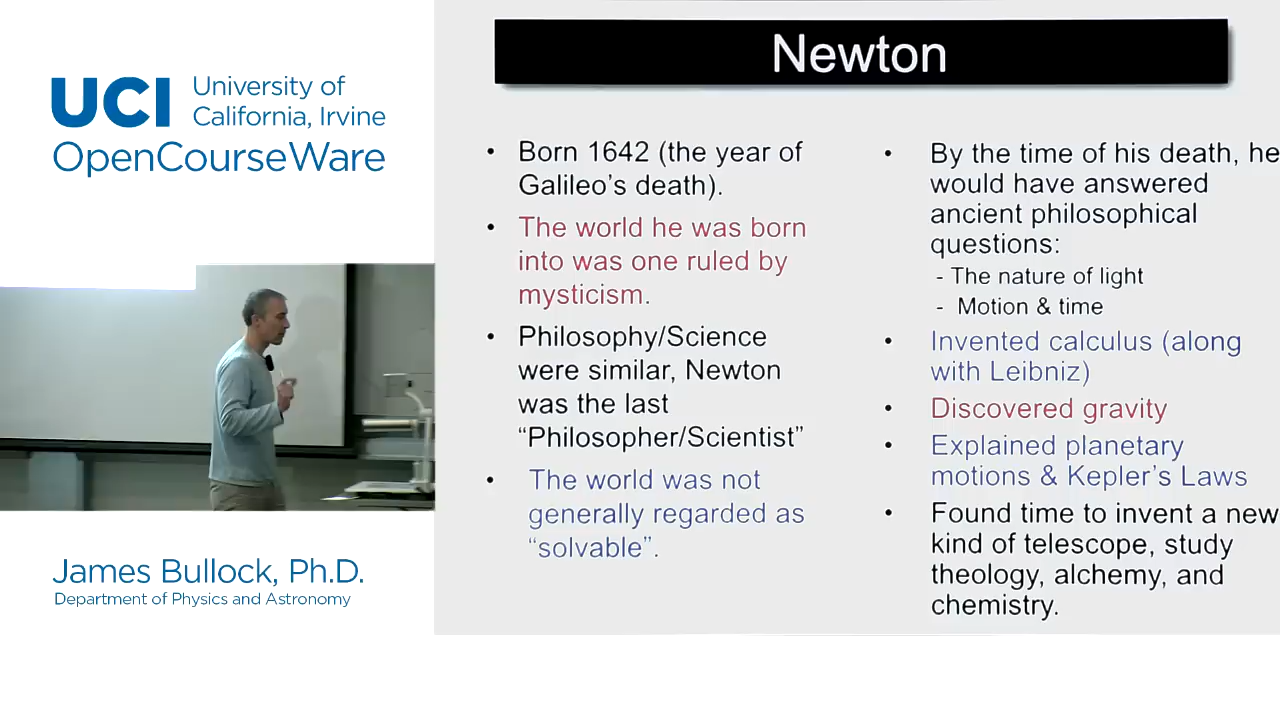 UCI University of
California, Irvine
OpenCourseWare
James Bullock, Ph.D.
Department of Physics and Astronomy
Newton
• Born 1642 (the year of
Galileo’s death).
• The world he was born
into was one ruled by
mysticism.
• Philosophy/Science
were similar, Newton
was the last
“Philosopher/Scientist”
• The world was not
generally regarded as
“solvable”.
• By the time of his death, he
would have answered
ancient philosophical
questions:
- The nature of light
- Motion & time
• Invented calculus (along
with Leibniz)
• Discovered gravity
• Explained planetary
motions & Kepler’s Laws
• Found time to invent a new
kind of telescope, study
theology, alchemy, and
chemistry.